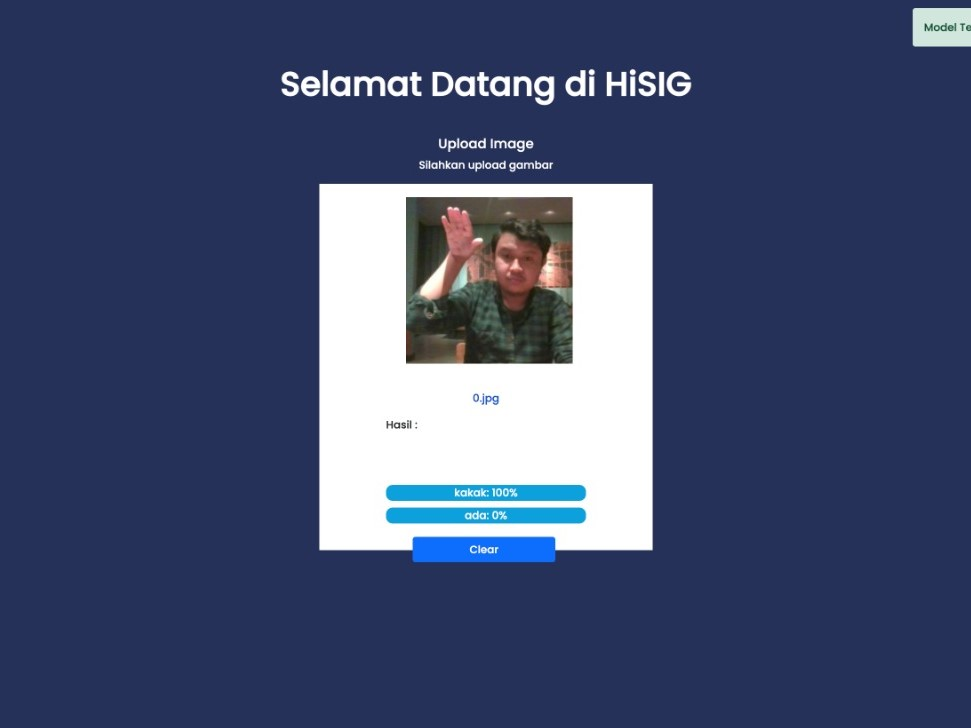 Model Te
Selamat Datang di HiSIG
Upload Image
Silahkan upload gambar
0.jpg
Hasil :
kakak: 100%
ada: 0%
Clear